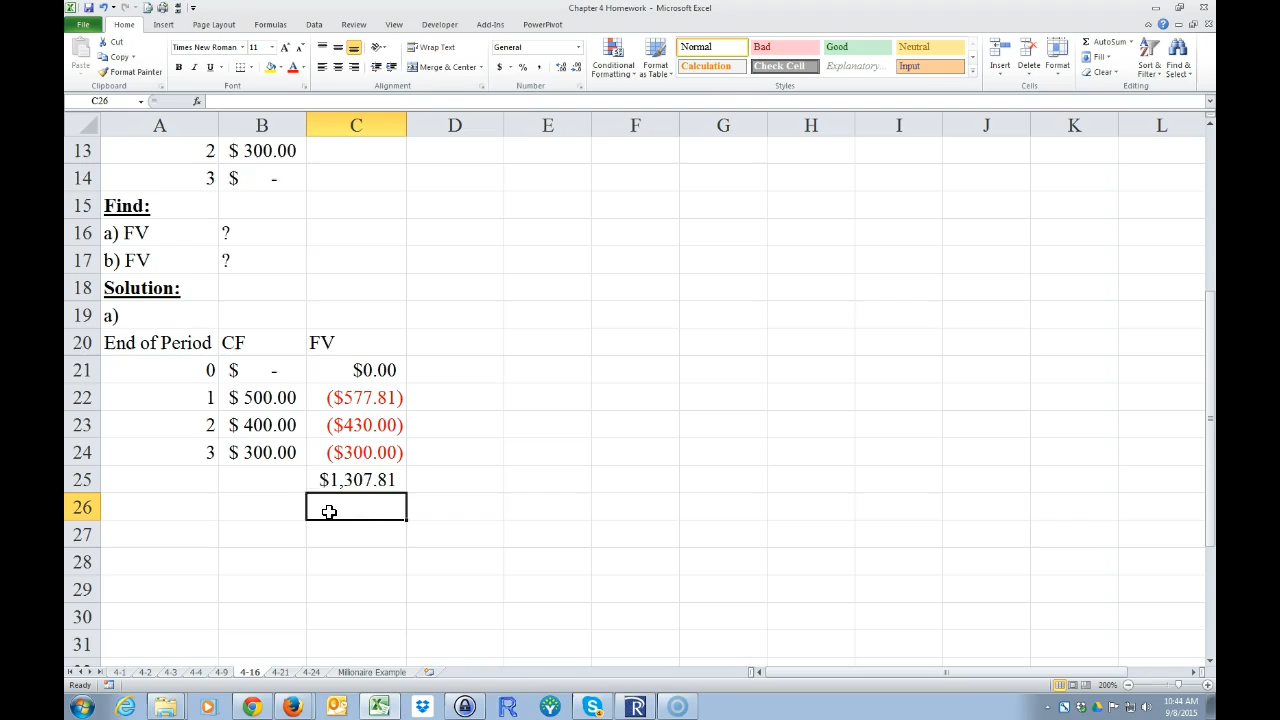 Chapter 4 Homework - Microsoft Excel
File Home Insert Page Layout Formulas Data Review View Developer Add-Ins PowerPivot
Paste Cut Copy Format Painter
Clipboard
Times New Roman 11
B I U
Font
Wrap Text
Merge & Center
Alignment
General
$ % ,
Number
Conditional Formatting Format as Table
Normal Bad Good Neutral
Calculation Check Cell Explanatory... Input
Styles
Insert Delete Format
Cells
AutoSum Fill Clear
Sort & Filter Find & Select
Editing
C26 fx
A B C D E F G H I J K L
13 2 $ 300.00
14 3 $ -
15 Find:
16 a) FV ?
17 b) FV ?
18 Solution:
19 a)
20 End of Period CF FV
21 0 $ - $0.00
22 1 $ 500.00 ($577.81)
23 2 $ 400.00 ($430.00)
24 3 $ 300.00 ($300.00)
25 $1,307.81
26
27
28
29
30
31
4-1 4-2 4-3 4-4 4-9 4-16 4-21 4-24 Millionaire Example
Ready 200%
10:44 AM
9/8/2015